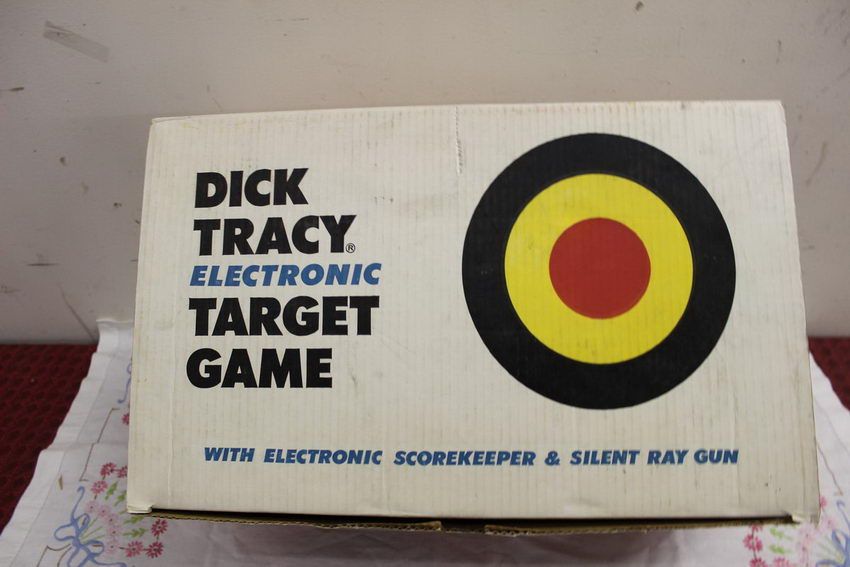 DICK
TRACY®
ELECTRONIC
TARGET
GAME
WITH ELECTRONIC SCOREKEEPER & SILENT RAY GUN